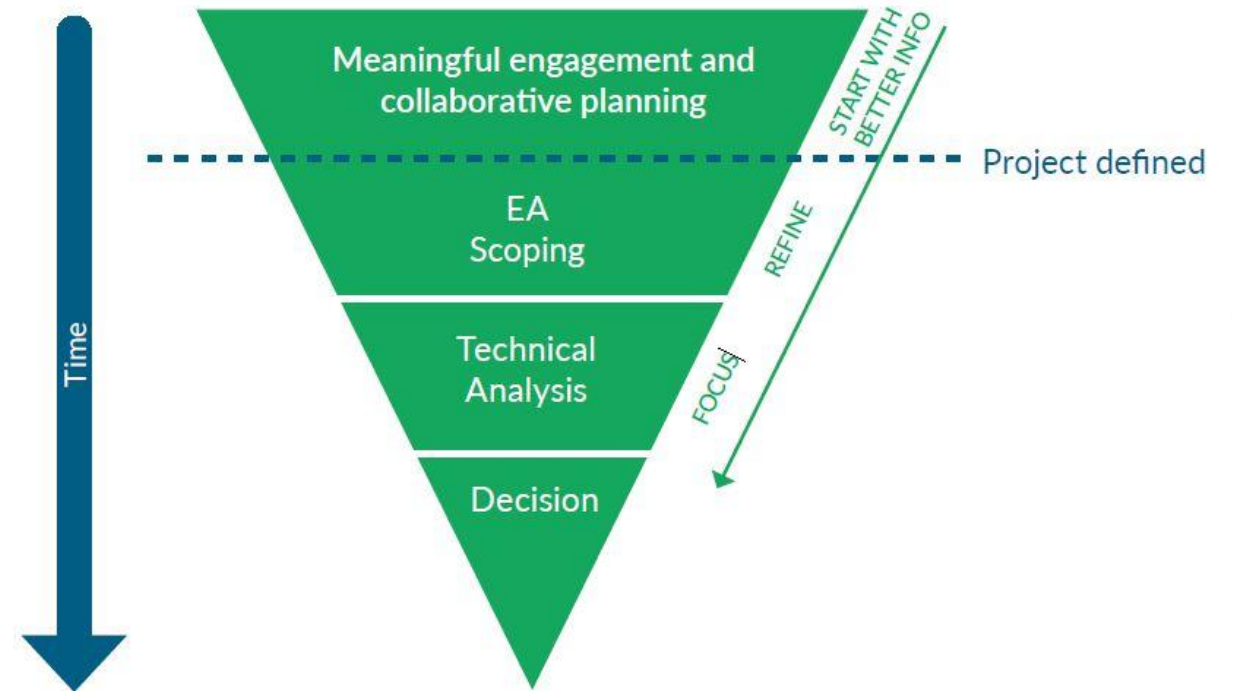 Meaningful engagement and
collaborative planning
START WITH
BETTER INFO
Project defined
EA
Scoping
REFINE
Time
Technical
Analysis
FOCUS
Decision